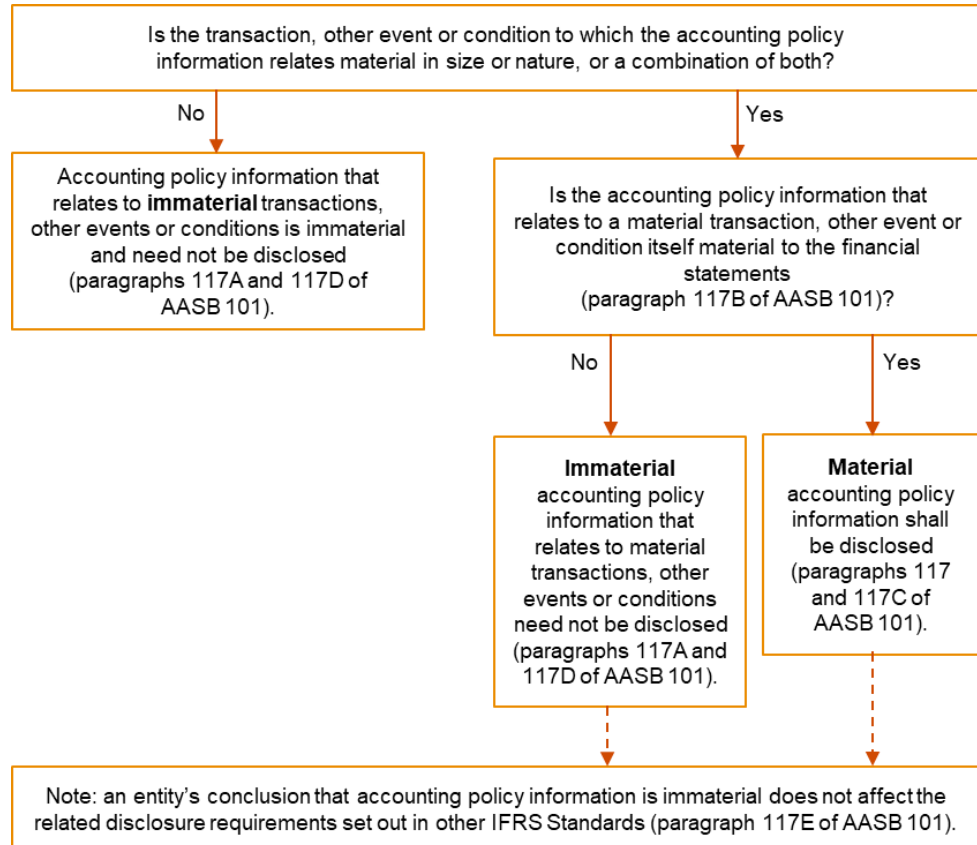 Is the transaction, other event or condition to which the accounting policy
information relates material in size or nature, or a combination of both?
No
Yes
Accounting policy information that
relates to immaterial transactions,
other events or conditions is immaterial
and need not be disclosed
(paragraphs 117A and 117D of
AASB 101).
Is the accounting policy information that
relates to a material transaction, other event or
condition itself material to the financial
statements
(paragraph 117B of AASB 101)?
No
Yes
Immaterial
accounting policy
information that
relates to material
transactions, other
events or conditions
need not be disclosed
(paragraphs 117A and
117D of AASB 101).
Material
accounting policy
information shall
be disclosed
(paragraphs 117
and 117C of
AASB 101).
Note: an entity’s conclusion that accounting policy information is immaterial does not affect the
related disclosure requirements set out in other IFRS Standards (paragraph 117E of AASB 101).